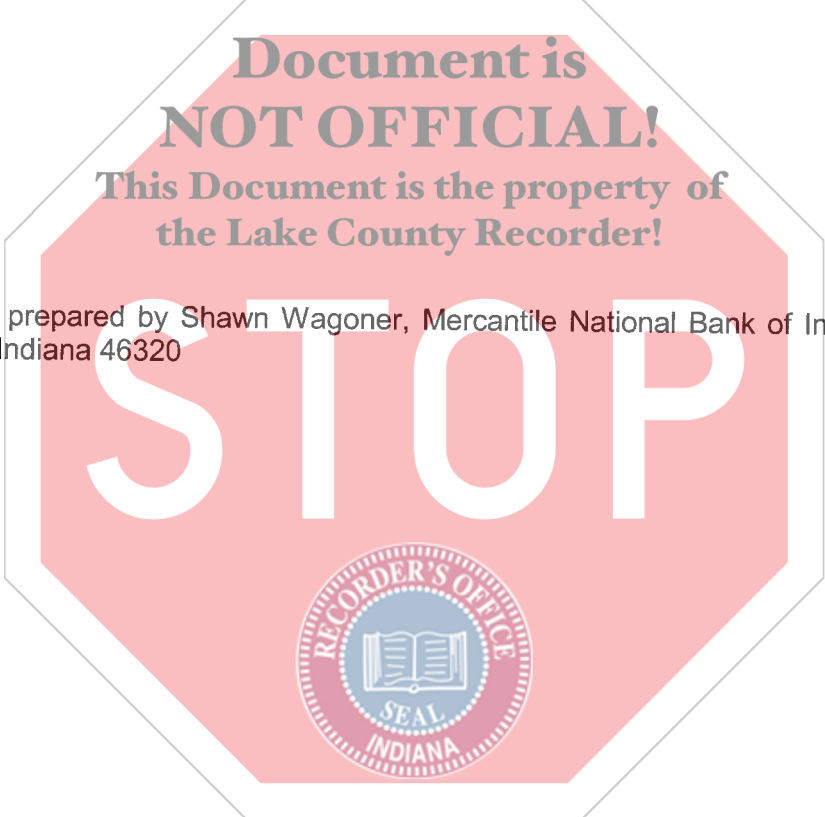 Document is
NOT OFFICIAL!
This Document is the property of
the Lake County Recorder!
prepared by Shawn Wagoner, Mercantile National Bank of In
Indiana 46320
STOP
RECORDER'S OFFICE
SEAL
INDIANA